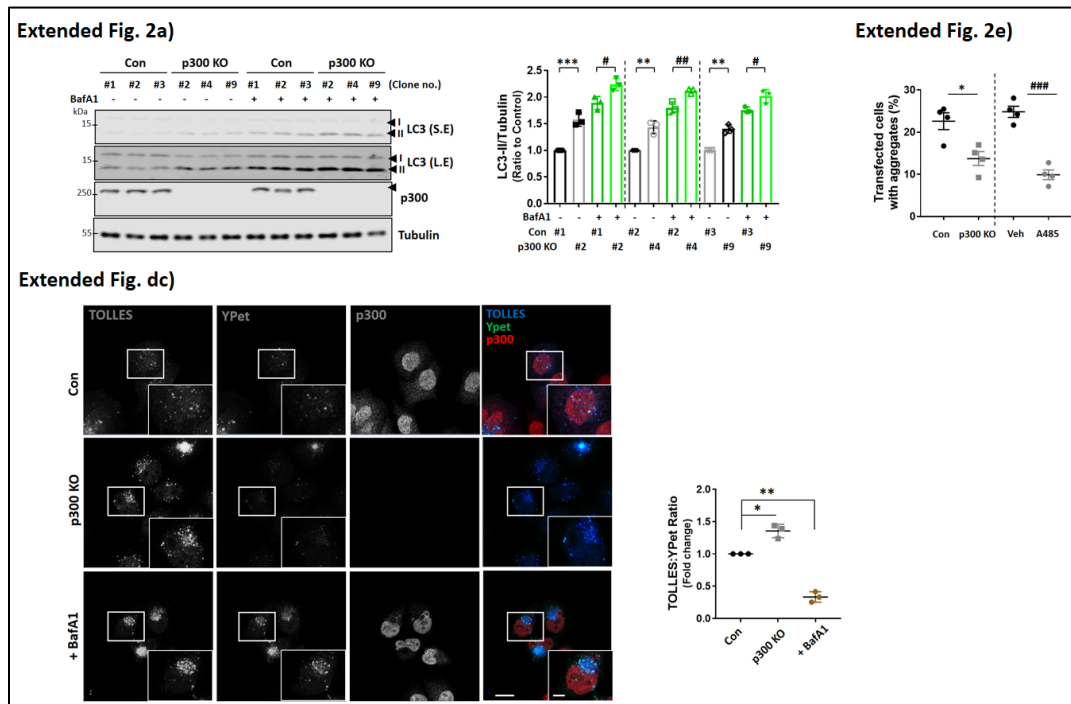 Extended Fig. 2a)
Con p300 KO Con p300 KO
#1 #2 #3 #2 #4 #9 #1 #2 #3 #2 #4 #9 (Clone no.)
BafA1 - - - - - - + + + + + +
kDa
15 I
II LC3 (S.E)
15 I
II LC3 (L.E)
250 p300
55 Tubulin
LC3-II/Tubulin
(Ratio to Control)
2.5
2.0
1.5
1.0
0.5
0.0
*** # ** ## ** #
BafA1 - - + + - - + + - - + +
Con #1 #1 #2 #2 #3 #3
p300 KO #2 #2 #4 #4 #9 #9
Extended Fig. 2e)
Transfected cells
with aggregates (%)
30
20
10
0
* ###
Con p300 KO Veh A485
Extended Fig. dc)
TOLLES YPet p300 TOLLES
Ypet
p300
Con
p300 KO
+ BafA1
TOLLES:YPet Ratio
(Fold change)
2.0
1.5
1.0
0.5
0.0
**
*
Con p300 KO + BafA1